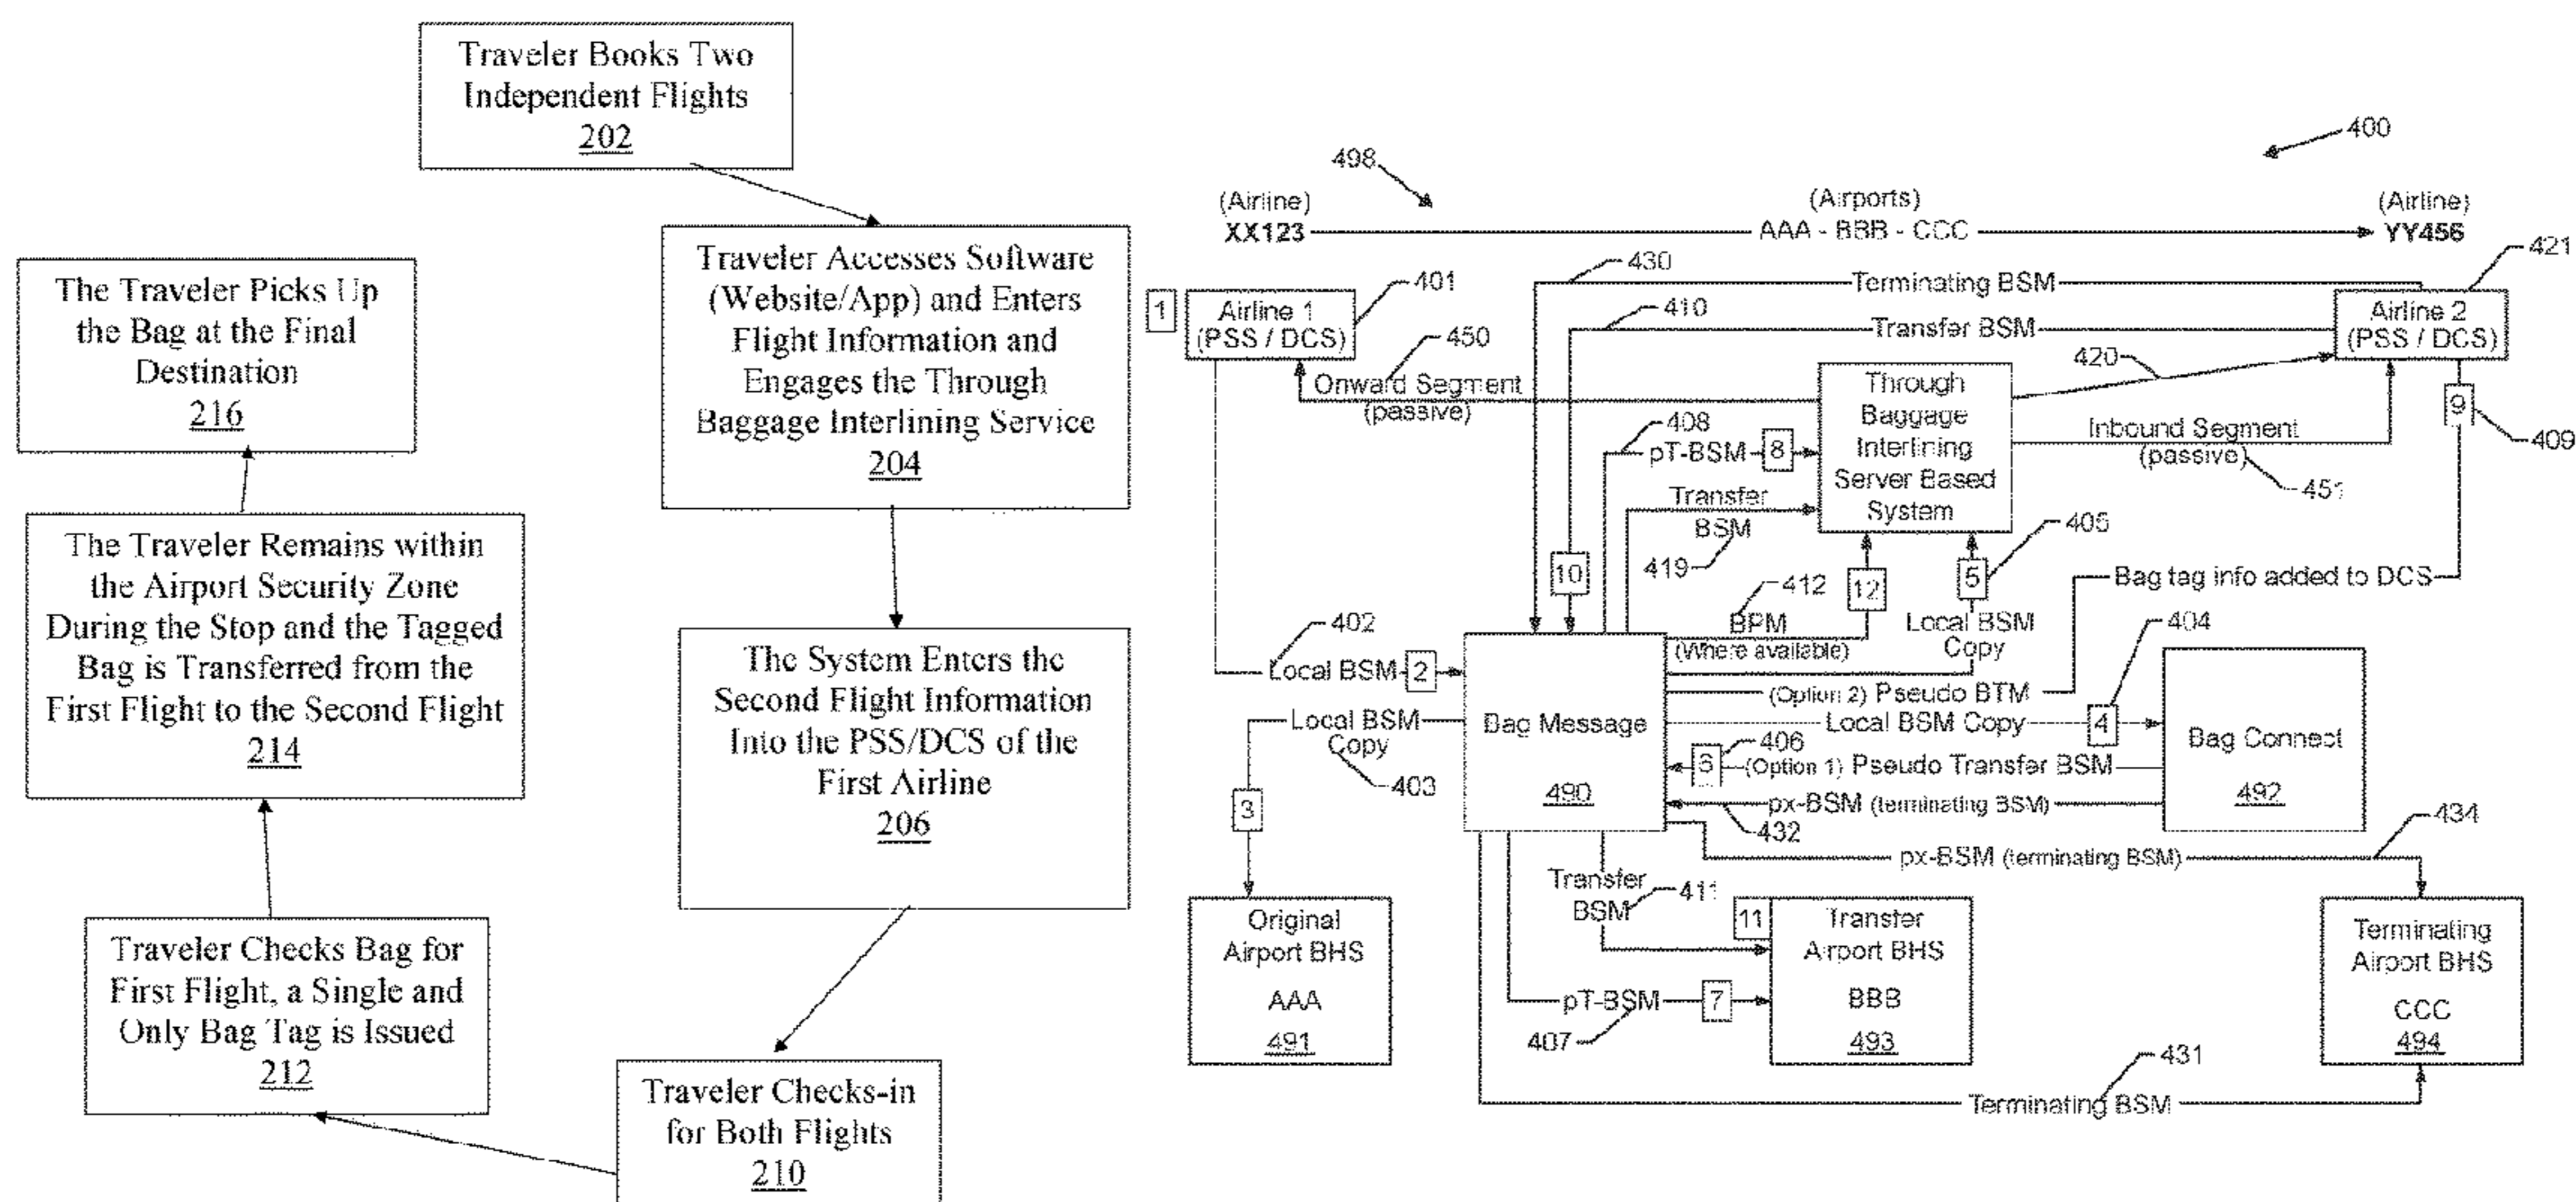 Traveler Books Two
Independent Flights
202
Traveler Accesses Software
(Website/App) and Enters
Flight Information and
Engages the Through
Baggage Interlining Service
204
The System Enters the
Second Flight Information
Into the PSS/DCS of the
First Airline
206
Traveler Checks-in
for Both Flights
210
Traveler Checks Bag for
First Flight, a Single and
Only Bag Tag is Issued
212
The Traveler Remains within
the Airport Security Zone
During the Stop and the Tagged
Bag is Transferred from the
First Flight to the Second Flight
214
The Traveler Picks Up
the Bag at the Final
Destination
216
400
498
(Airline)
XX123
(Airports)
AAA - BBB - CCC
(Airline)
YY456
421
430
Terminating BSM
401
1
Airline 1
(PSS / DCS)
410
Transfer BSM
Airline 2
(PSS / DCS)
450
Onward Segment
(passive)
420
Through
Baggage
Interlining
Server Based
System
9
409
408
pT-BSM
8
Inbound Segment
(passive)
451
Transfer
BSM
419
405
10
412
12
5
Bag tag info added to DCS
402
Local BSM
2
BPM
(Where available)
Local BSM
Copy
404
(Option 2) Pseudo BTM
Local BSM
Copy
403
Bag Message
490
Local BSM Copy
4
Bag Connect
492
406
6
(Option 1) Pseudo Transfer BSM
px-BSM (terminating BSM)
432
3
434
px-BSM (terminating BSM)
Transfer
BSM
411
Original
Airport BHS
AAA
491
11
Transfer
Airport BHS
BBB
493
Terminating
Airport BHS
CCC
494
pT-BSM
7
407
431
Terminating BSM